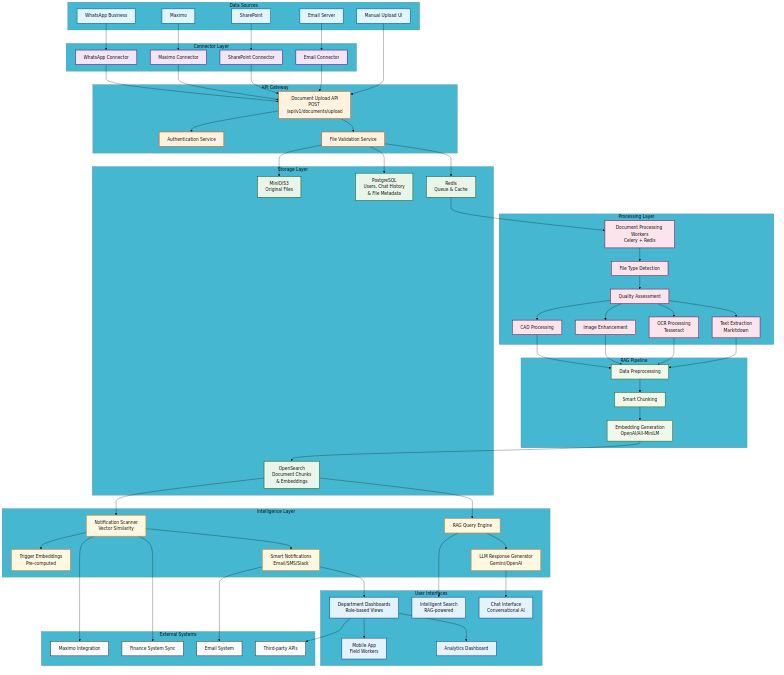 Data Sources
WhatsApp Business
Maximo
SharePoint
Email Server
Manual Upload UI
Connector Layer
WhatsApp Connector
Maximo Connector
SharePoint Connector
Email Connector
API Gateway
Document Upload API
POST
/api/v1/documents/upload
Authentication Service
File Validation Service
Storage Layer
MinIO/S3
Original Files
PostgreSQL
Users, Chat History
& File Metadata
Redis
Queue & Cache
Processing Layer
Document Processing
Workers
Celery + Redis
File Type Detection
Quality Assessment
CAD Processing
Image Enhancement
OCR Processing
Tesseract
Text Extraction
Markitdown
RAG Pipeline
Data Preprocessing
Smart Chunking
Embedding Generation
OpenAI/All-MiniLM
OpenSearch
Document Chunks
& Embeddings
Intelligence Layer
Notification Scanner
Vector Similarity
RAG Query Engine
Trigger Embeddings
Pre-computed
Smart Notifications
Email/SMS/Slack
LLM Response Generator
Gemini/OpenAI
User Interfaces
Department Dashboards
Role-based Views
Intelligent Search
RAG-powered
Chat Interface
Conversational AI
Mobile App
Field Workers
Analytics Dashboard
External Systems
Maximo Integration
Finance System Sync
Email System
Third-party APIs